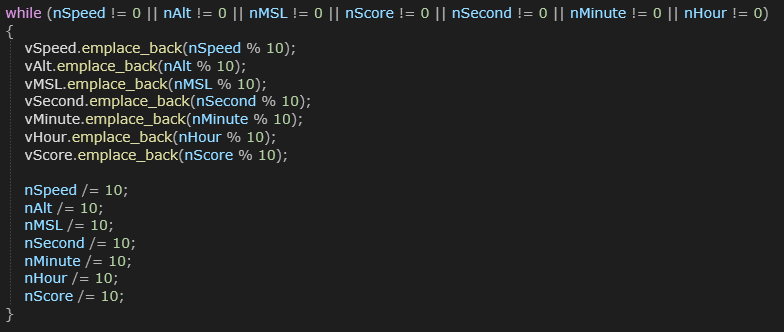 while (nSpeed != 0 || nAlt != 0 || nMSL != 0 || nScore != 0 || nSecond != 0 || nMinute != 0 || nHour != 0)
{
vSpeed.emplace_back(nSpeed % 10);
vAlt.emplace_back(nAlt % 10);
vMSL.emplace_back(nMSL % 10);
vSecond.emplace_back(nSecond % 10);
vMinute.emplace_back(nMinute % 10);
vHour.emplace_back(nHour % 10);
vScore.emplace_back(nScore % 10);
nSpeed /= 10;
nAlt /= 10;
nMSL /= 10;
nSecond /= 10;
nMinute /= 10;
nHour /= 10;
nScore /= 10;
}